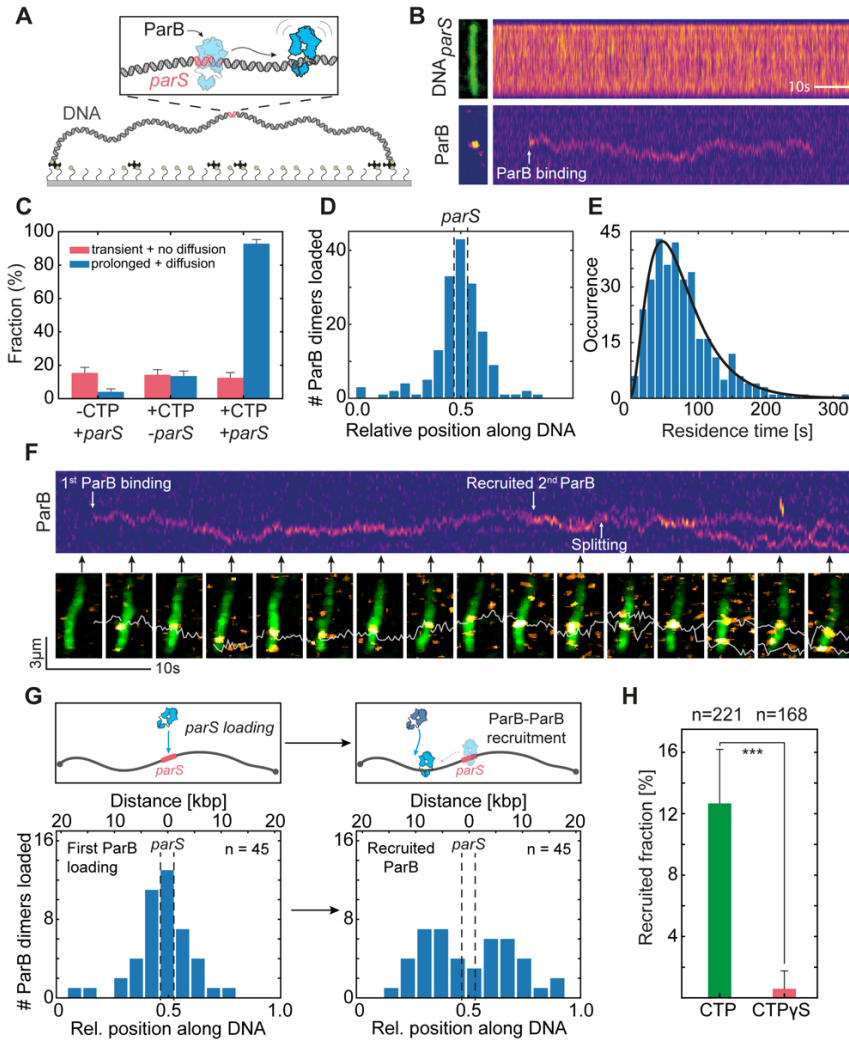 A
ParB
parS
DNA
B
DNA parS
10s
ParB
ParB binding
C
Fraction (%)
100
80
60
40
20
0
transient + no diffusion
prolonged + diffusion
-CTP +CTP +CTP
+parS -parS +parS
D
parS
# ParB dimers loaded
40
20
0
0.0 0.5
Relative position along DNA
E
Occurrence
40
30
20
10
0
0 100 200 300
Residence time [s]
F
ParB
1st ParB binding
Recruited 2nd ParB
Splitting
3μm
10s
G
parS loading
parS
ParB-ParB
recruitment
parS
Distance [kbp]
20 10 0 10 20
First ParB
loading
parS
n = 45
# ParB dimers loaded
16
8
0
0 0.5 1.0
Rel. position along DNA
Distance [kbp]
20 10 0 10 20
Recruited
ParB
parS
n = 45
16
8
0
0 0.5 1.0
Rel. position along DNA
H
n=221 n=168
***
Recruited fraction [%]
16
12
8
4
CTP CTPγS